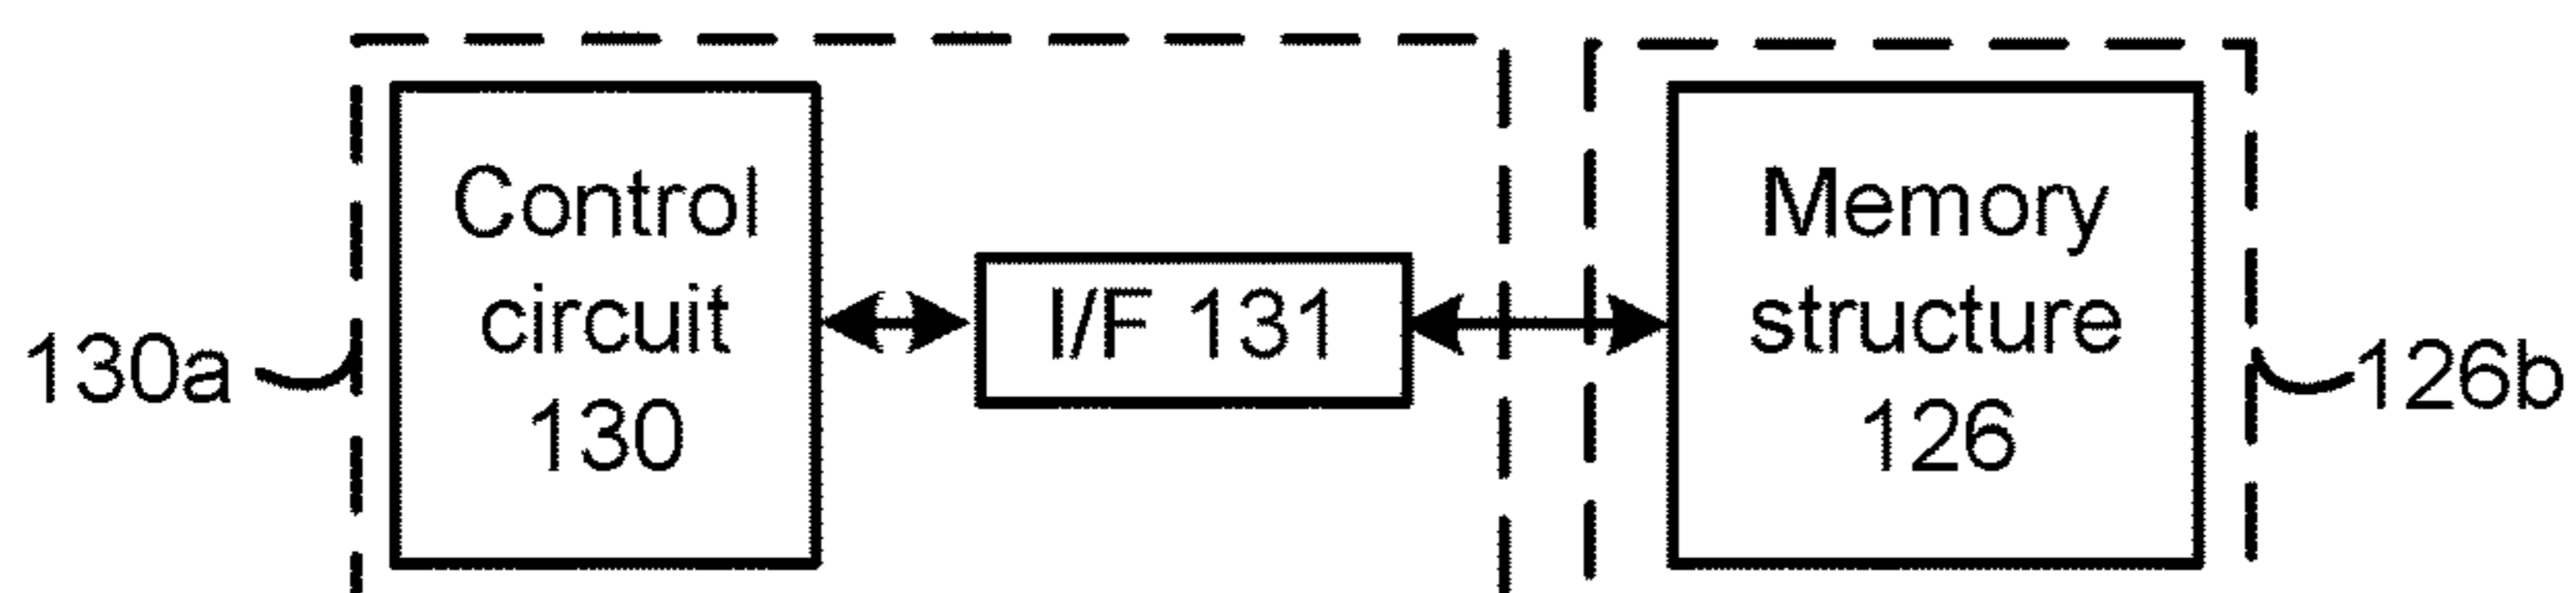 130a
Control
circuit
130
I/F 131
Memory
structure
126
126b